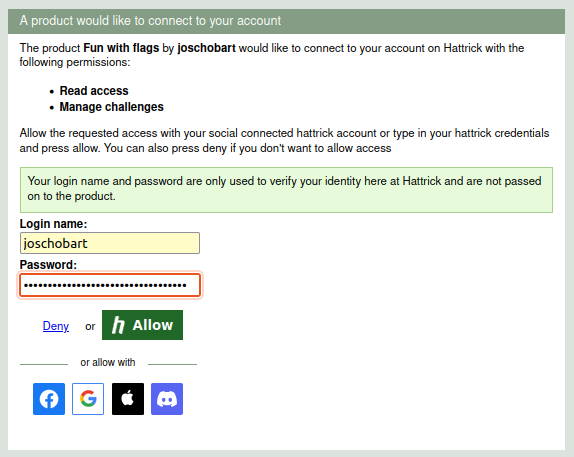 A product would like to connect to your account
The product Fun with flags by joschobart would like to connect to your account on Hattrick with the
following permissions:
• Read access
• Manage challenges
Allow the requested access with your social connected hattrick account or type in your hattrick credentials
and press allow. You can also press deny if you don't want to allow access
Your login name and password are only used to verify your identity here at Hattrick and are not passed
on to the product.
Login name:
joschobart
Password:
Deny or h Allow
or allow with